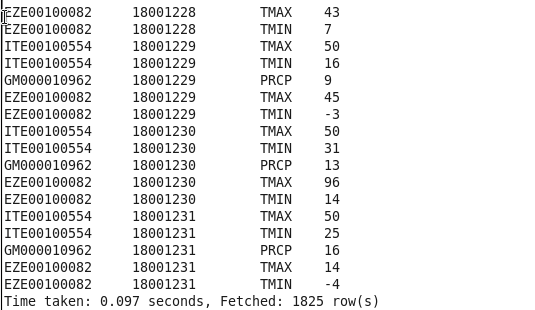 EZE00100082 18001228 TMAX 43
EZE00100082 18001228 TMIN 7
ITE00100554 18001229 TMAX 50
ITE00100554 18001229 TMIN 16
GM000010962 18001229 PRCP 9
EZE00100082 18001229 TMAX 45
EZE00100082 18001229 TMIN -3
ITE00100554 18001230 TMAX 50
ITE00100554 18001230 TMIN 31
GM000010962 18001230 PRCP 13
EZE00100082 18001230 TMAX 96
EZE00100082 18001230 TMIN 14
ITE00100554 18001231 TMAX 50
ITE00100554 18001231 TMIN 25
GM000010962 18001231 PRCP 16
EZE00100082 18001231 TMAX 14
EZE00100082 18001231 TMIN -4
Time taken: 0.097 seconds, Fetched: 1825 row(s)